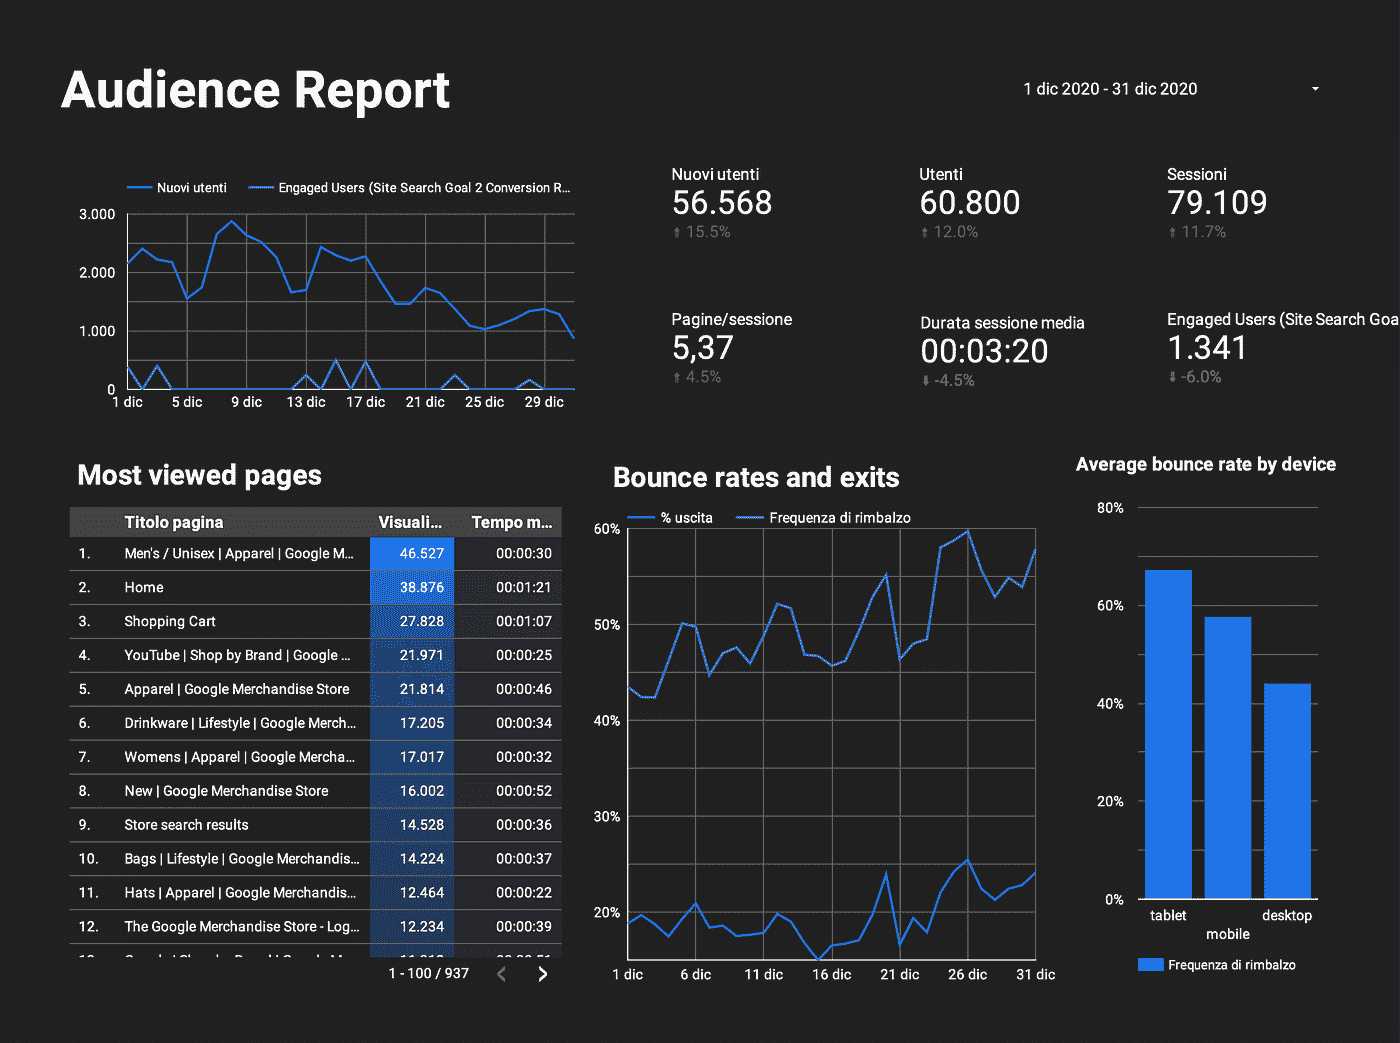 Audience Report
1 dic 2020 - 31 dic 2020
Nuovi utenti
Engaged Users (Site Search Goal 2 Conversion R...
3.000
2.000
1.000
0
1 dic
5 dic
9 dic
13 dic
17 dic
21 dic
25 dic
29 dic
Nuovi utenti
56.568
15.5%
Utenti
60.800
12.0%
Sessioni
79.109
11.7%
Pagine/sessione
5,37
4.5%
Durata sessione media
00:03:20
-4.5%
Engaged Users (Site Search Goa
1.341
-6.0%
Most viewed pages
Titolo pagina Visuali... Tempo m...
1. Men's / Unisex | Apparel | Google M... 46.527 00:00:30
2. Home 38.876 00:01:21
3. Shopping Cart 27.828 00:01:07
4. YouTube | Shop by Brand | Google ... 21.971 00:00:25
5. Apparel | Google Merchandise Store 21.814 00:00:46
6. Drinkware | Lifestyle | Google Merch... 17.205 00:00:34
7. Womens | Apparel | Google Mercha... 17.017 00:00:32
8. New | Google Merchandise Store 16.002 00:00:52
9. Store search results 14.528 00:00:36
10. Bags | Lifestyle | Google Merchandis... 14.224 00:00:37
11. Hats | Apparel | Google Merchandis... 12.464 00:00:22
12. The Google Merchandise Store - Log... 12.234 00:00:39
1 - 100 / 937
Bounce rates and exits
% uscita
Frequenza di rimbalzo
60%
50%
40%
30%
20%
1 dic
6 dic
11 dic
16 dic
21 dic
26 dic
31 dic
Average bounce rate by device
80%
60%
40%
20%
0%
tablet
mobile
desktop
Frequenza di rimbalzo